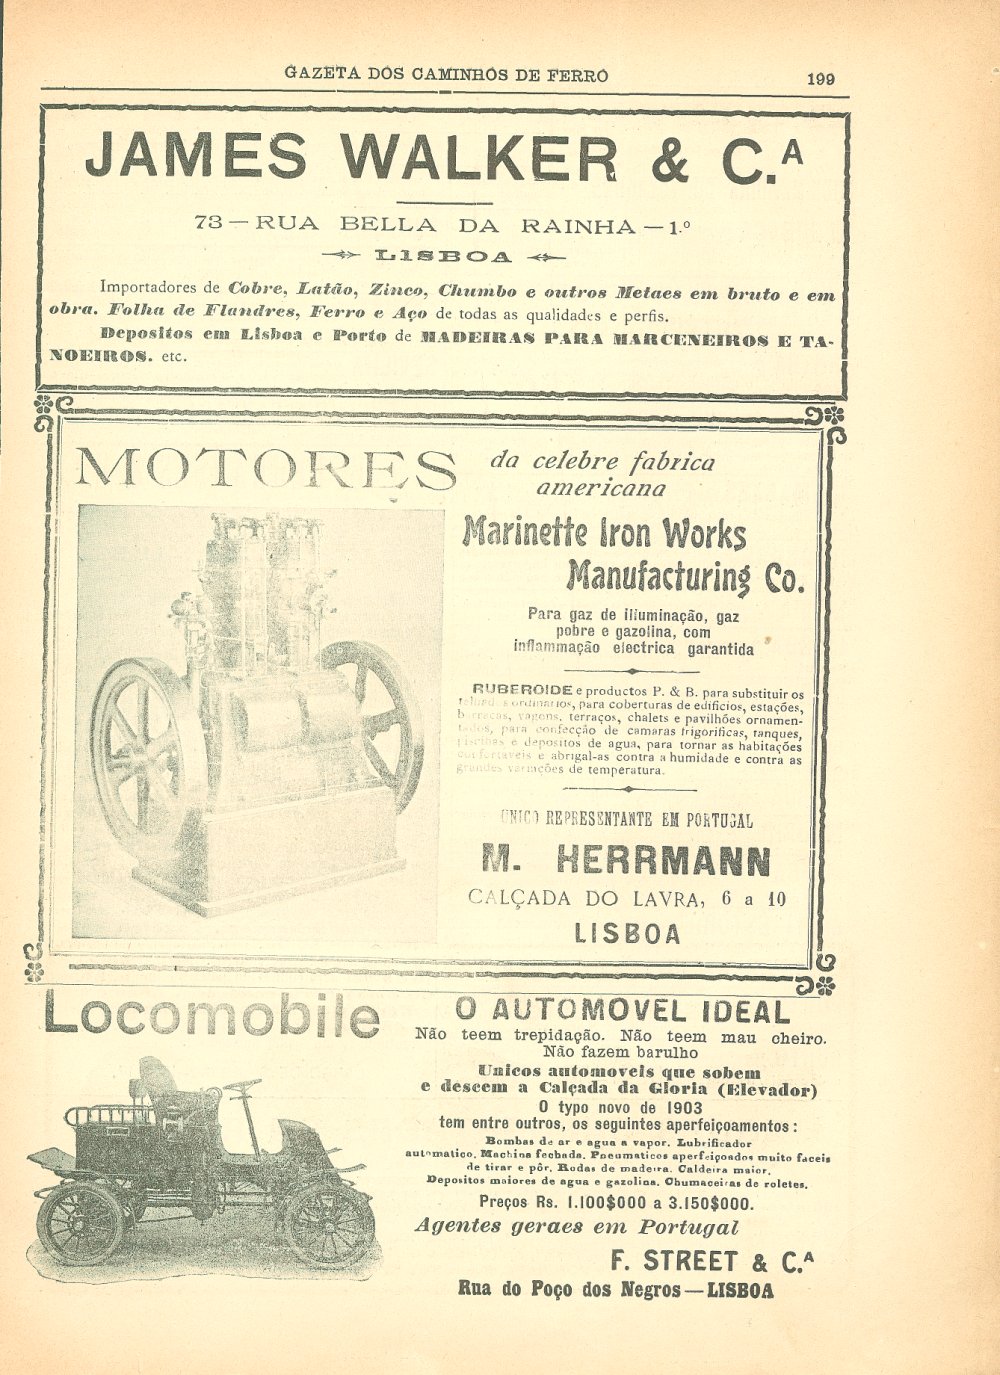 GAZETA DOS CAMINHOS DE FERRO
199
JAMES WALKER & C.A
73 — RUA BELLA DA RAINHA — 1.º
LISBOA
Importadores de Cobre, Latão, Zinco, Chumbo e outros Metaes em bruto e em
obra. Folha de Flandres, Ferro e Aço de todas as qualidades e perfis.
Depositos em Lisboa e Porto de MADEIRAS PARA MARCENEIROS E TA-
NOEIROS. etc.
MOTORES
da celebre fabrica
americana
Marinette Iron Works
Manufacturing Co.
Para gaz de illuminação, gaz
pobre e gazolina, com
inflammação electrica garantida
RUBEROIDE e productos P. & B. para substituir os
ordinarios, para coberturas de edificios, estações,
barracas, vagons, terraços, chalets e pavilhões ornamen-
tados, para confecção de camaras frigorificas, tanques,
piscinas e depositos de agua, para tornar as habitações
confortaveis e abrigal-as contra a humidade e contra as
grandes variações de temperatura.
UNICO REPRESENTANTE EM PORTUGAL
M. HERRMANN
CALÇADA DO LAVRA, 6 a 10
LISBOA
Locomobile
O AUTOMOVEL IDEAL
Não teem trepidação. Não teem mau cheiro.
Não fazem barulho
Unicos automoveis que sobem
e descem a Calçada da Gloria (Elevador)
O typo novo de 1903
tem entre outros, os seguintes aperfeiçoamentos:
Bombas de ar e agua a vapor. Lubrificador
automatico. Machina fechada. Pneumaticos aperfeiçoados muito faceis
de tirar e pôr. Rodas de madeira. Caldeira maior.
Depositos maiores de agua e gazolina. Chumaceiras de roletes.
Preços Rs. 1.100$000 a 3.150$000.
Agentes geraes em Portugal
F. STREET & C.A
Rua do Poço dos Negros — LISBOA